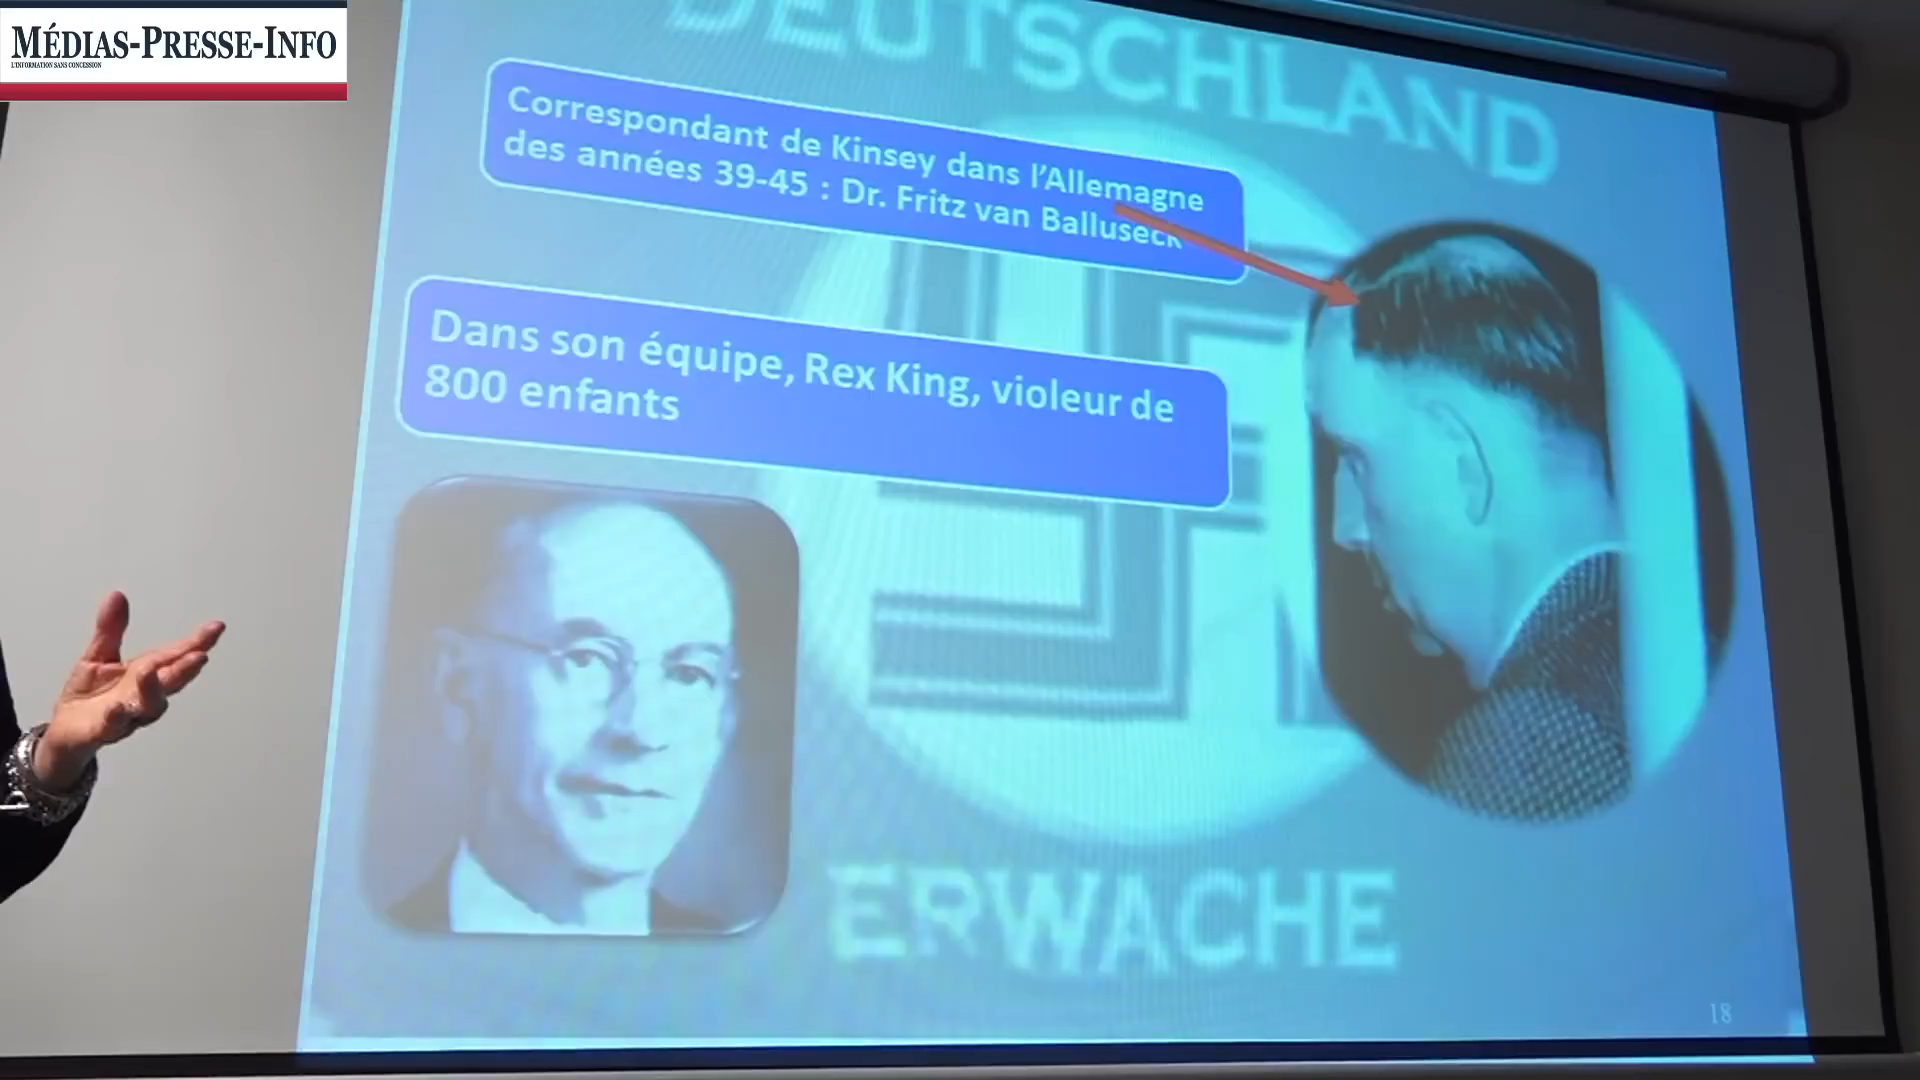 MÉDIAS-PRESSE-INFO
L'INFORMATION SANS CONCESSION
DEUTSCHLAND
Correspondant de Kinsey dans l'Allemagne
des années 39-45 : Dr. Fritz van Balluseck
Dans son équipe, Rex King, violeur de
800 enfants
ERWACHE
18